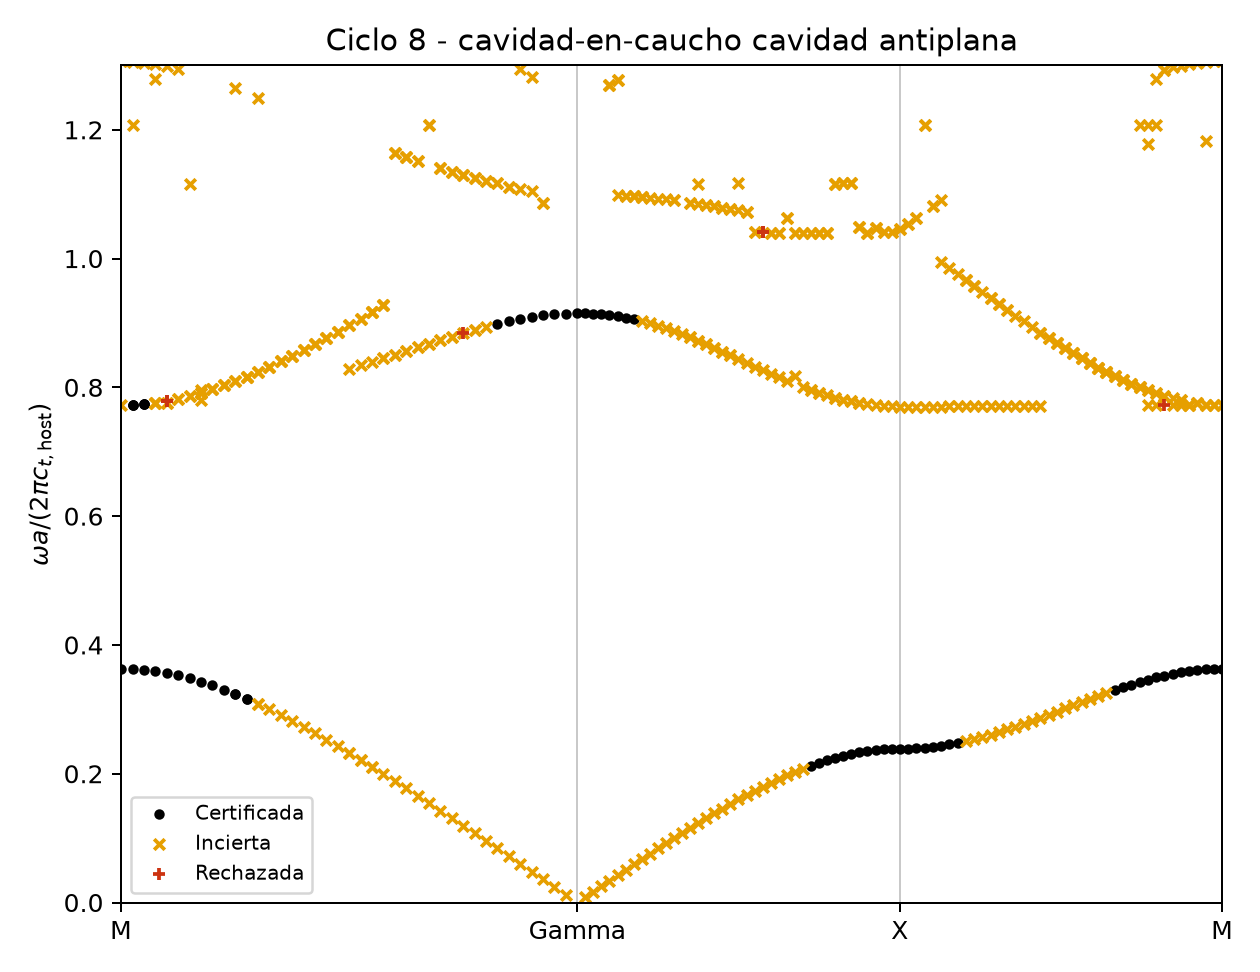 Ciclo 8 - cavidad-en-caucho cavidad antiplana
ωa/(2πc_{t, host})
1.2
1.0
0.8
0.6
0.4
0.2
0.0
Certificada
Incierta
Rechazada
M Gamma X M